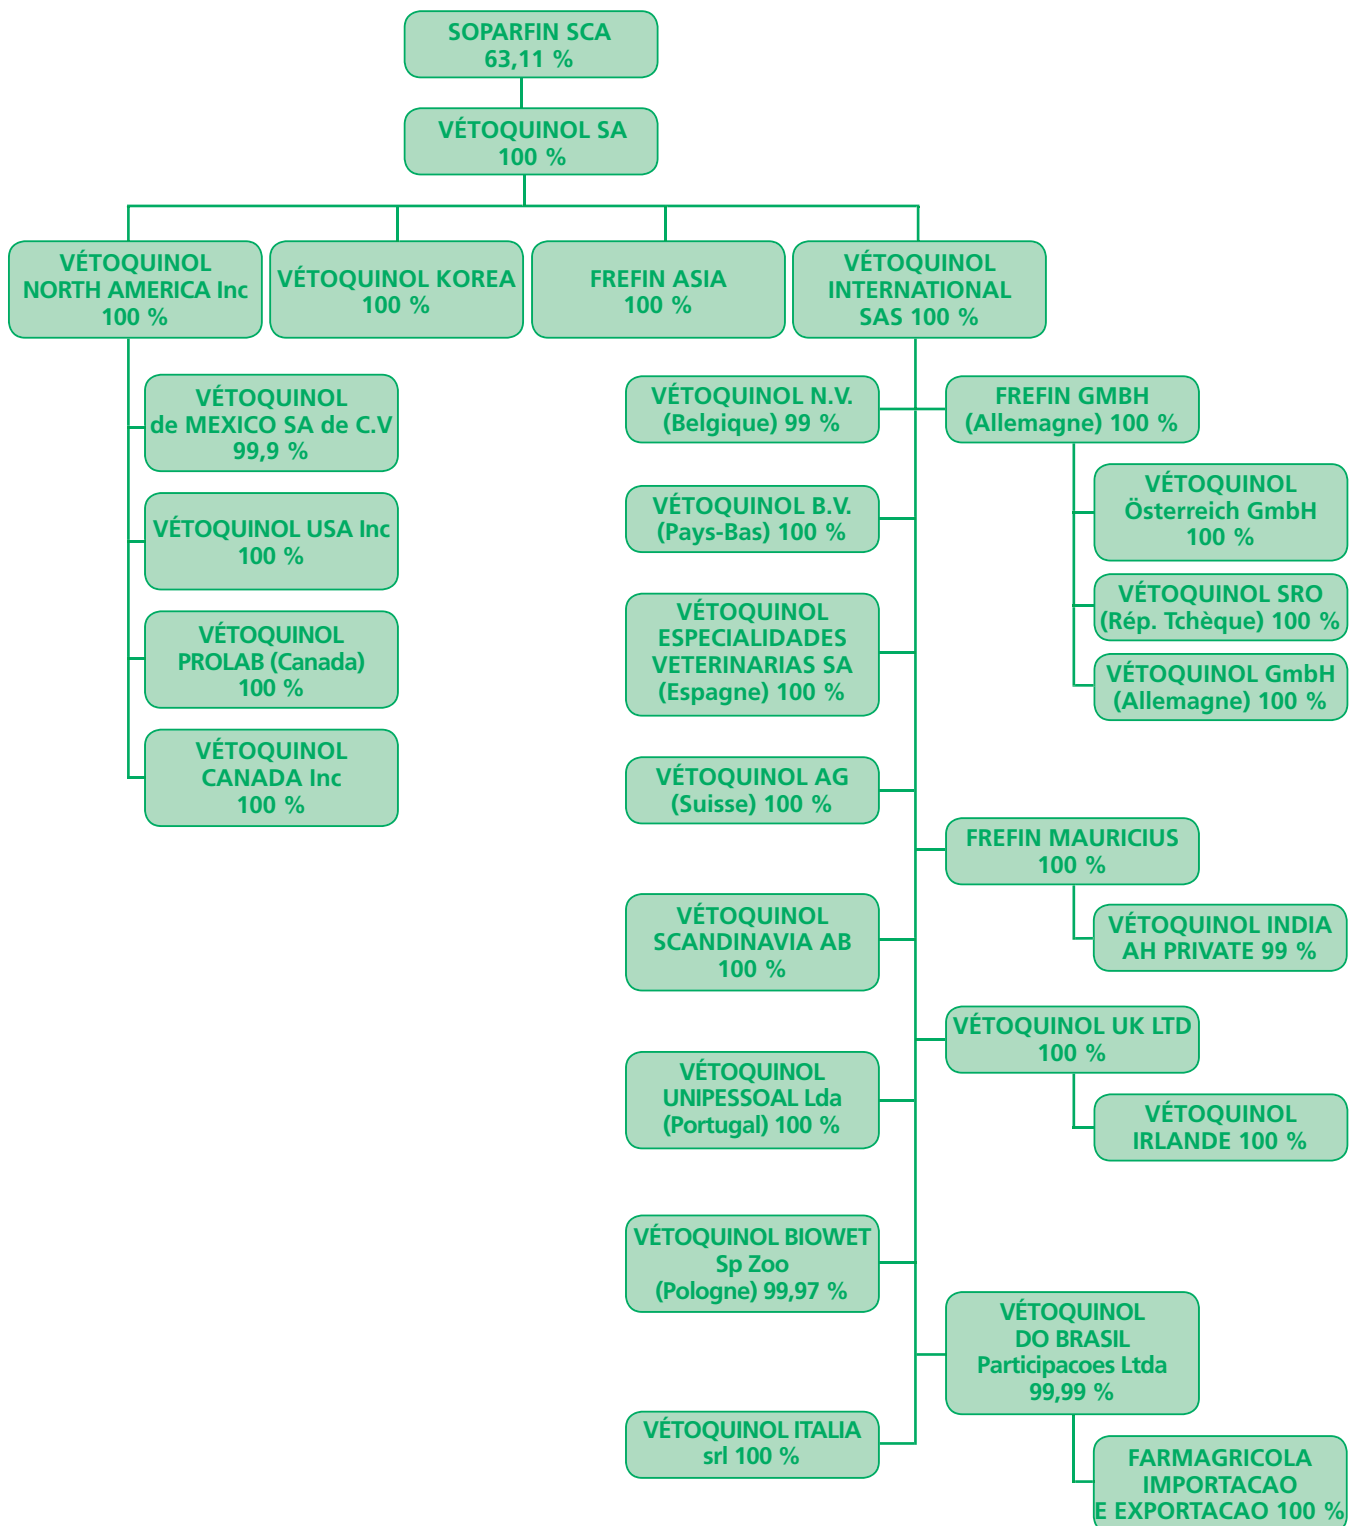 SOPARFIN SCA
63,11 %
VÉTOQUINOL SA
100 %
VÉTOQUINOL
NORTH AMERICA Inc
100 %
VÉTOQUINOL KOREA
100 %
FREFIN ASIA
100 %
VÉTOQUINOL
INTERNATIONAL
SAS 100 %
VÉTOQUINOL
de MEXICO SA de C.V
99,9 %
VÉTOQUINOL USA Inc
100 %
VÉTOQUINOL
PROLAB (Canada)
100 %
VÉTOQUINOL
CANADA Inc
100 %
VÉTOQUINOL N.V.
(Belgique) 99 %
VÉTOQUINOL B.V.
(Pays-Bas) 100 %
VÉTOQUINOL
ESPECIALIDADES
VETERINARIAS SA
(Espagne) 100 %
VÉTOQUINOL AG
(Suisse) 100 %
VÉTOQUINOL
SCANDINAVIA AB
100 %
VÉTOQUINOL
UNIPESSOAL Lda
(Portugal) 100 %
VÉTOQUINOL BIOWET
Sp Zoo
(Pologne) 99,97 %
VÉTOQUINOL ITALIA
srl 100 %
FREFIN GMBH
(Allemagne) 100 %
VÉTOQUINOL
Österreich GmbH
100 %
VÉTOQUINOL SRO
(Rép. Tchèque) 100 %
VÉTOQUINOL GmbH
(Allemagne) 100 %
FREFIN MAURICIUS
100 %
VÉTOQUINOL INDIA
AH PRIVATE 99 %
VÉTOQUINOL UK LTD
100 %
VÉTOQUINOL
IRLANDE 100 %
VÉTOQUINOL
DO BRASIL
Participacoes Ltda
99,99 %
FARMAGRICOLA
IMPORTACAO
E EXPORTACAO 100 %